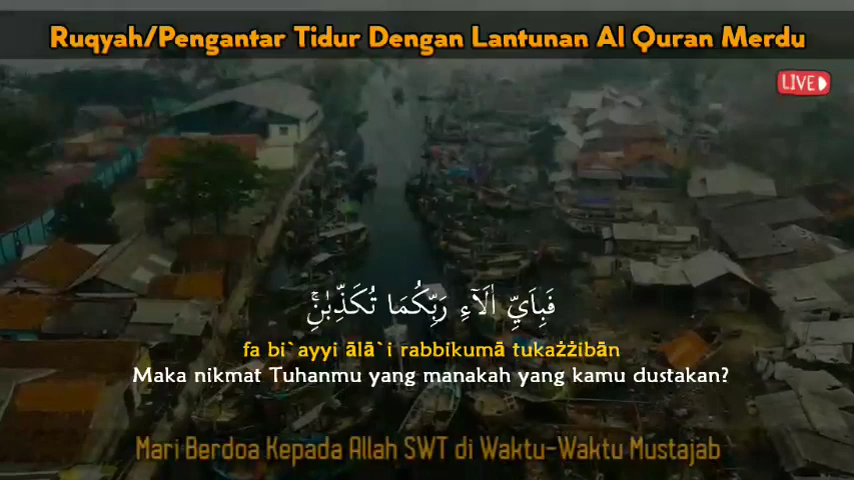 Ruqyah/Pengantar Tidur Dengan Lantunan Al Quran Merdu
LIVE
فَبِاَيِّ اٰلَاۤءِ رَبِّكُمَا تُكَذِّبٰنِۚ
fa bi`ayyi ālā`i rabbikumā tukażżibān
Maka nikmat Tuhanmu yang manakah yang kamu dustakan?
Mari Berdoa Kepada Allah SWT di Waktu-Waktu Mustajab